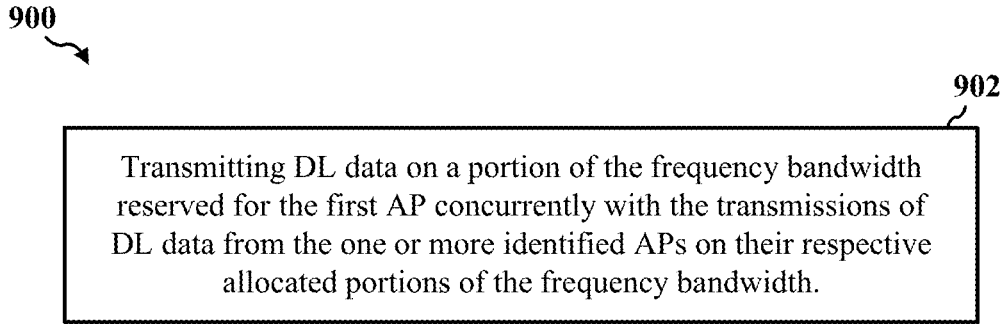 900
902
Transmitting DL data on a portion of the frequency bandwidth
reserved for the first AP concurrently with the transmissions of
DL data from the one or more identified APs on their respective
allocated portions of the frequency bandwidth.